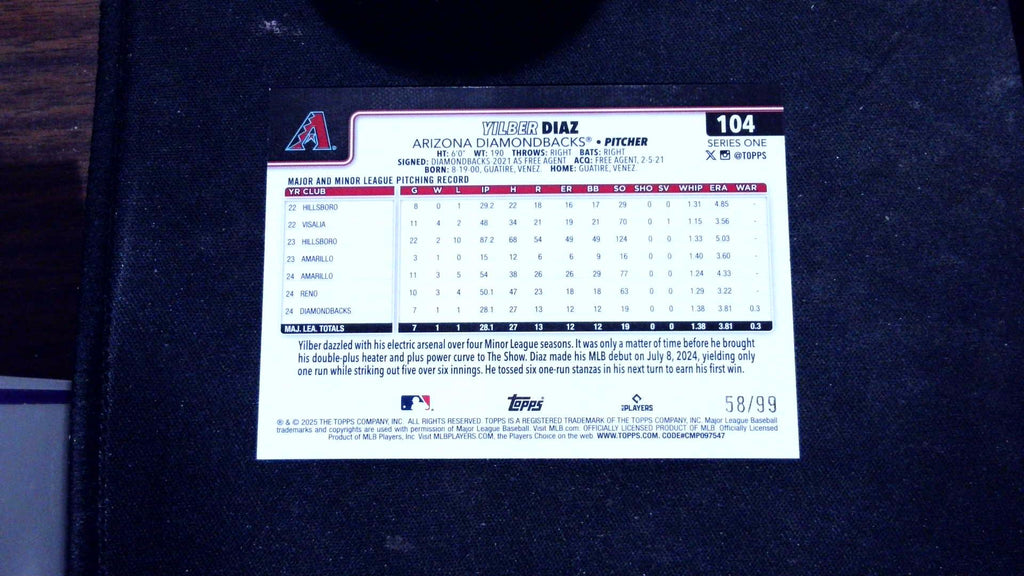 104
YILBER DIAZ
ARIZONA DIAMONDBACKS® • PITCHER
SERIES ONE
HT: 6'0" WT: 190 THROWS: RIGHT BATS: RIGHT
@TOPPS
SIGNED: DIAMONDBACKS 2021 AS FREE AGENT ACQ: FREE AGENT, 2-5-21
BORN: 8-19-00, GUATIRE, VENEZ. HOME: GUATIRE, VENEZ.
MAJOR AND MINOR LEAGUE PITCHING RECORD
YR CLUB G W L IP H R ER BB SO SHO SV WHIP ERA WAR
22 HILLSBORO 8 0 1 29.2 22 18 16 17 29 0 0 1.31 4.85 -
22 VISALIA 11 4 2 48 34 21 19 21 70 0 1 1.15 3.56 -
23 HILLSBORO 22 2 10 87.2 68 54 49 49 124 0 0 1.33 5.03 -
23 AMARILLO 3 1 0 15 12 6 6 9 16 0 0 1.40 3.60 -
24 AMARILLO 11 3 5 54 38 26 26 29 77 0 0 1.24 4.33 -
24 RENO 10 3 4 50.1 47 23 18 18 63 0 0 1.29 3.22 -
24 DIAMONDBACKS 7 1 1 28.1 27 13 12 12 19 0 0 1.38 3.81 0.3
MAJ. LEA. TOTALS 7 1 1 28.1 27 13 12 12 19 0 0 1.38 3.81 0.3
Yilber dazzled with his electric arsenal over four Minor League seasons. It was only a matter of time before he brought
his double-plus heater and plus power curve to The Show. Diaz made his MLB debut on July 8, 2024, yielding only
one run while striking out five over six innings. He tossed six one-run stanzas in his next turn to earn his first win.
Topps
PLAYERS
58/99
® & © 2025 THE TOPPS COMPANY, INC. ALL RIGHTS RESERVED. TOPPS IS A REGISTERED TRADEMARK OF THE TOPPS COMPANY, INC. Major League Baseball
trademarks and copyrights are used with permission of Major League Baseball. Visit MLB.com. OFFICIALLY LICENSED PRODUCT OF MLB Officially Licensed
Product of MLB Players, Inc. Visit MLBPLAYERS.COM, the Players Choice on the web. WWW.TOPPS.COM. CODE#CMP097547